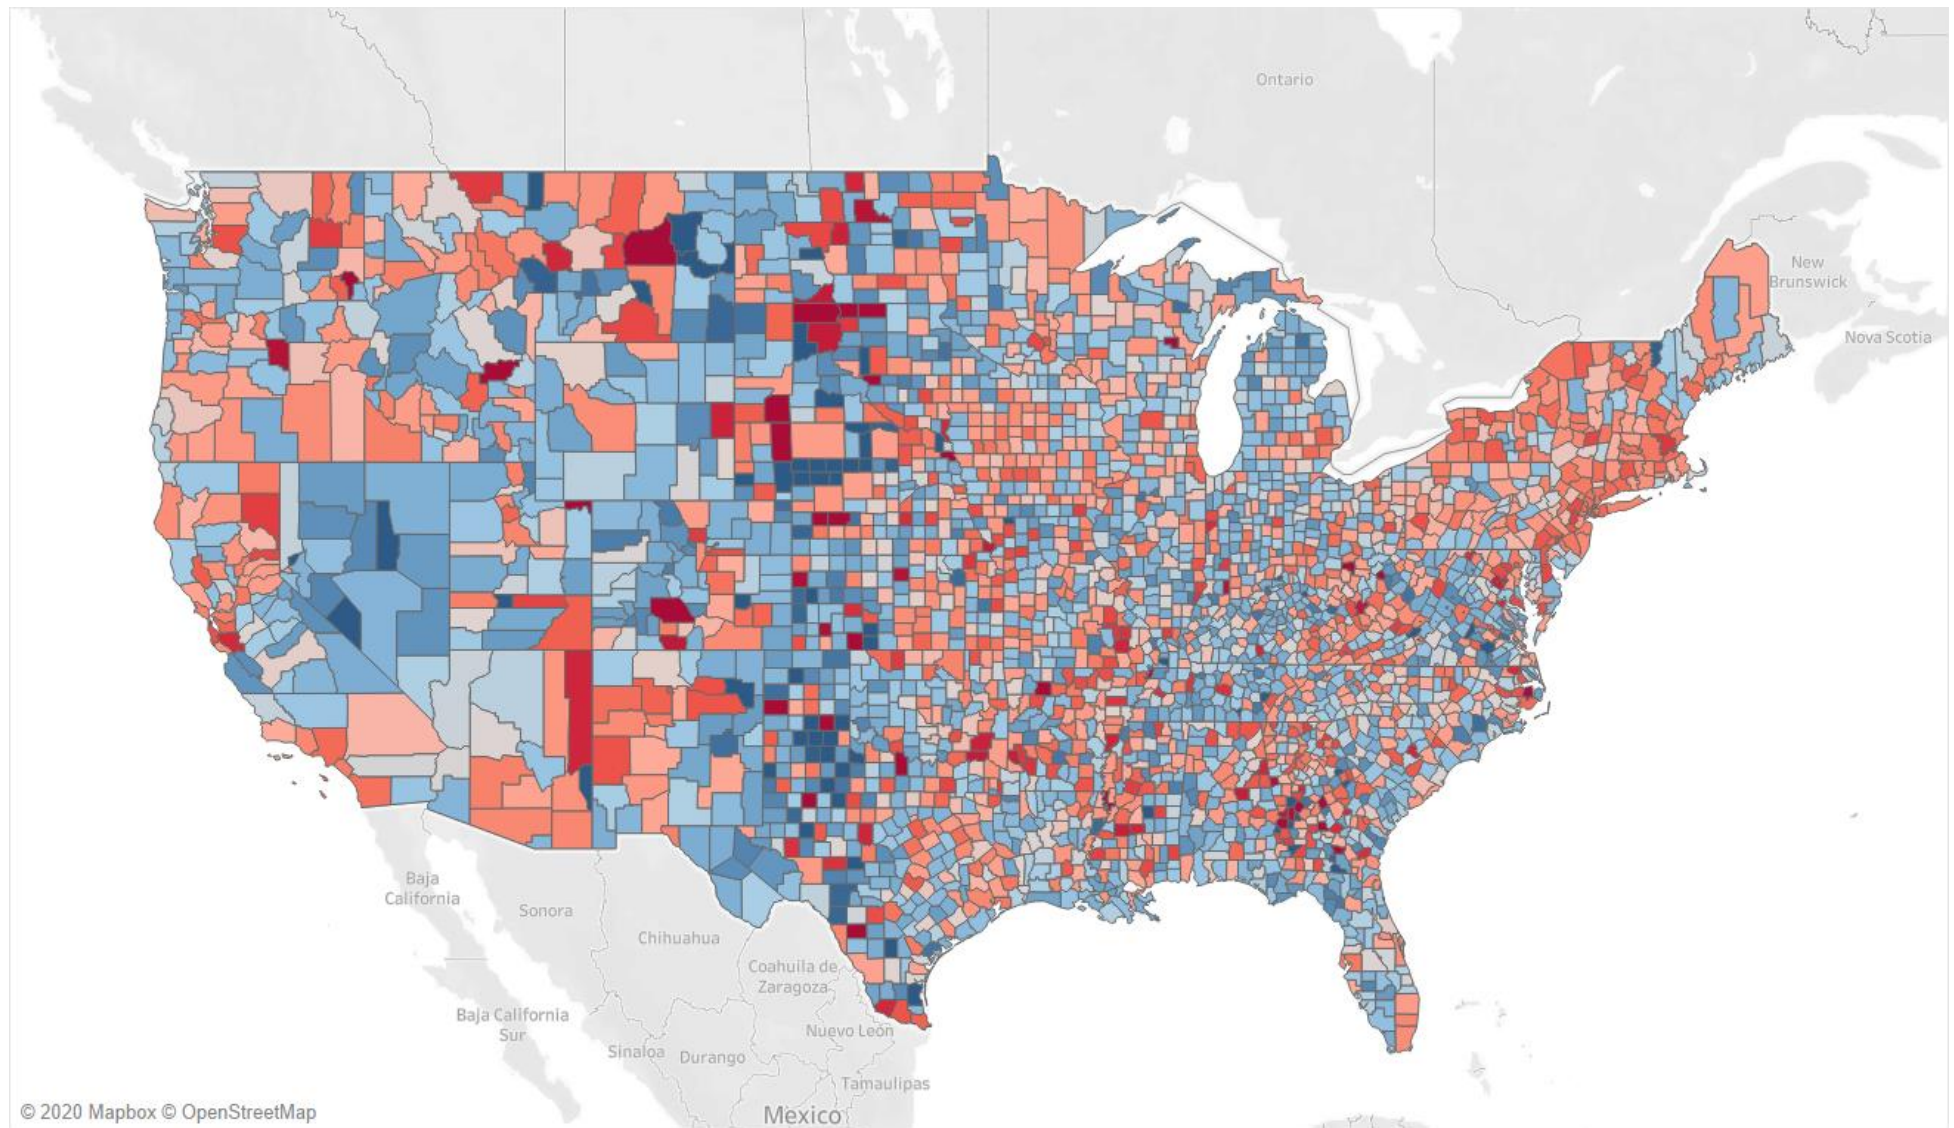 Ontario
New
Brunswick
Nova Scotia
Baja
California
Sonora
Chihuahua
Coahuila de
Zaragoza
Baja California
Sur
Nuevo León
Sinaloa
Durango
Tamaulipas
© 2020 Mapbox © OpenStreetMap
Mexico